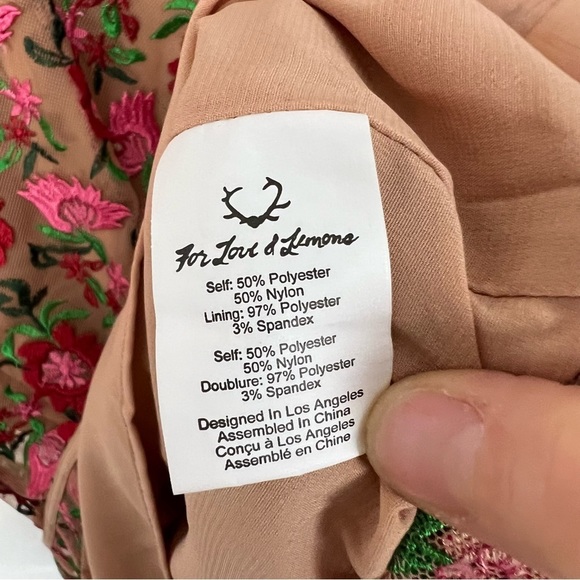 For Love & Lemons
Self: 50% Polyester
50% Nylon
Lining: 97% Polyester
3% Spandex
Self: 50% Polyester
50% Nylon
Doublure: 97% Polyester
3% Spandex
Designed In Los Angeles
Assembled In China
Conçu à Los Angeles
Assemblé en Chine